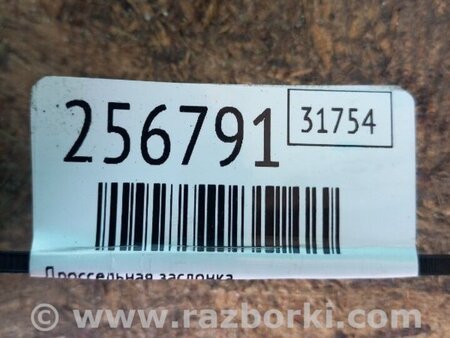 256791
31754
Дроссельная заслонка
www.razborki.com